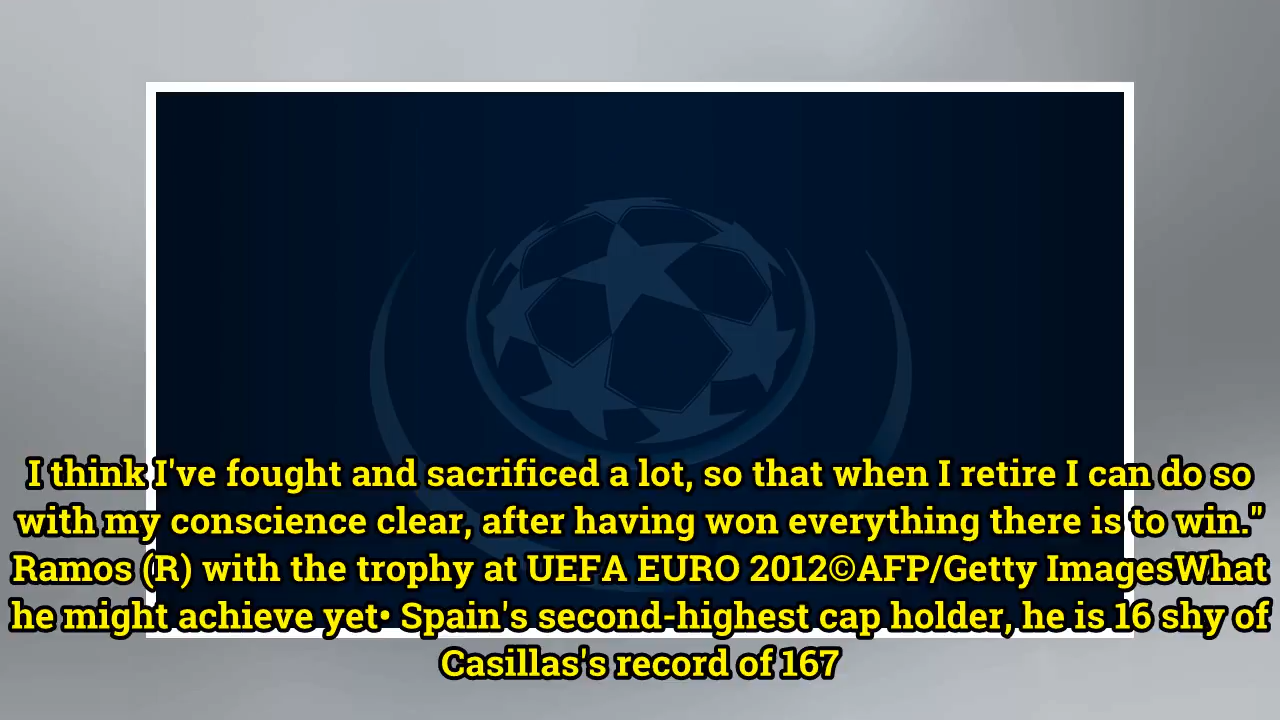 I think I've fought and sacrificed a lot, so that when I retire I can do so
with my conscience clear, after having won everything there is to win."
Ramos (R) with the trophy at UEFA EURO 2012©AFP/Getty ImagesWhat
he might achieve yet• Spain's second-highest cap holder, he is 16 shy of
Casillas's record of 167